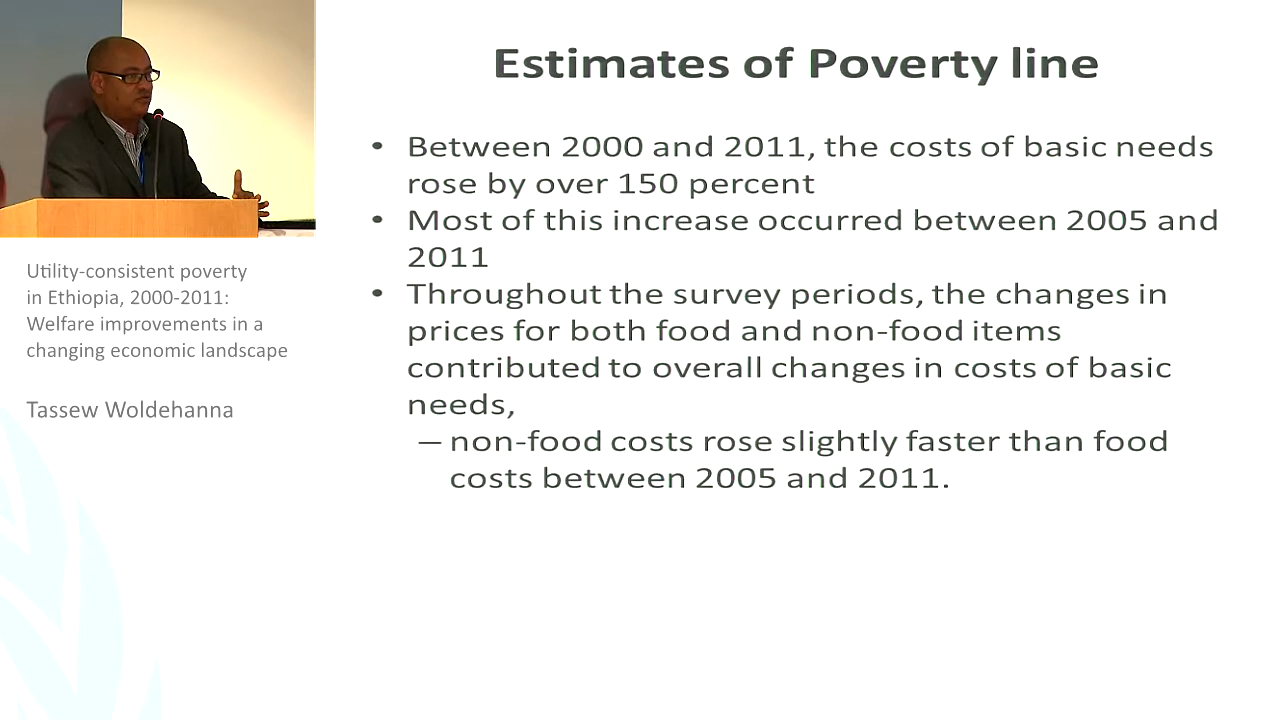 Estimates of Poverty line
• Between 2000 and 2011, the costs of basic needs
rose by over 150 percent
• Most of this increase occurred between 2005 and
2011
• Throughout the survey periods, the changes in
prices for both food and non-food items
contributed to overall changes in costs of basic
needs,
– non-food costs rose slightly faster than food
costs between 2005 and 2011.
Utility-consistent poverty
in Ethiopia, 2000-2011:
Welfare improvements in a
changing economic landscape
Tassew Woldehanna